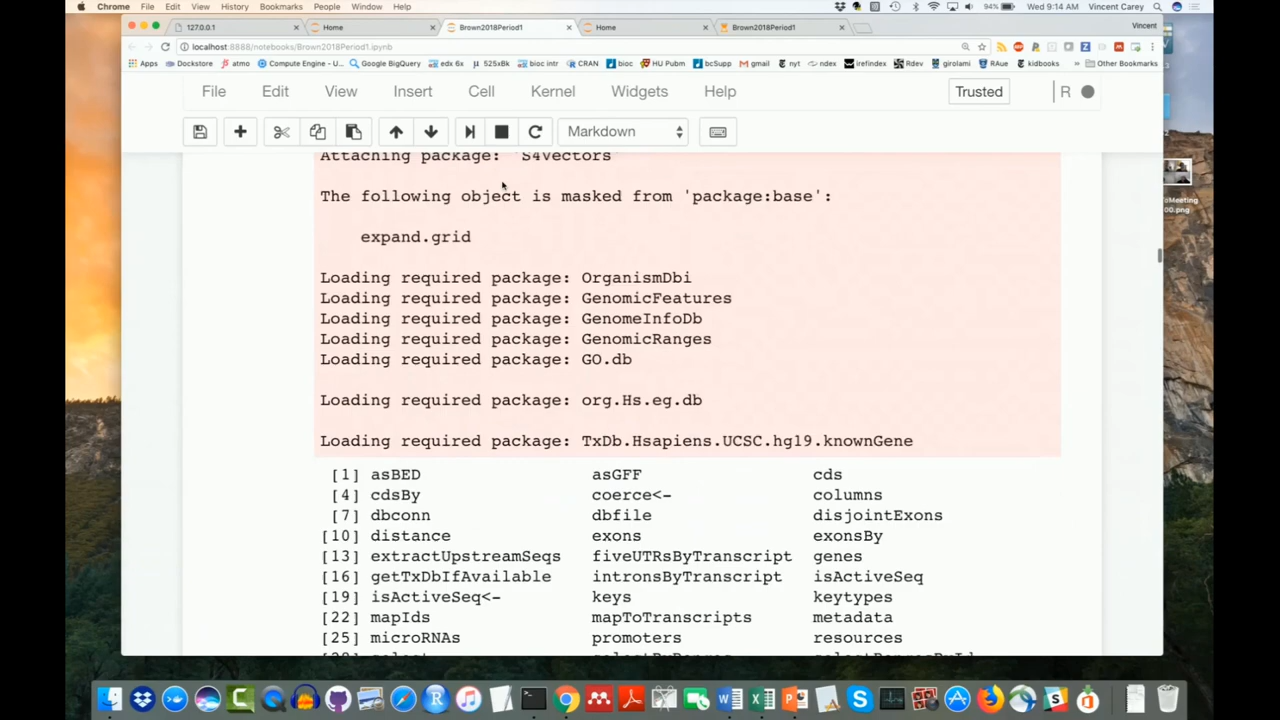 Chrome File Edit View History Bookmarks People Window Help 94% Wed 9:14 AM Vincent Carey
127.0.0.1 Home Brown2018Period1 Home Brown2018Period1 Vincent
localhost:8888/notebooks/Brown2018Period1.ipynb
Apps Dockstore atmo Compute Engine - U... Google BigQuery edx 6x 525xBk bioc intr CRAN bioc HU Pubm bcSupp gmail nyt ndex irefindex Rdev girolami RAue kidbooks » Other Bookmarks
File Edit View Insert Cell Kernel Widgets Help Trusted R
Markdown
Attaching package: 'S4Vectors'
The following object is masked from 'package:base':
expand.grid
Loading required package: OrganismDbi
Loading required package: GenomicFeatures
Loading required package: GenomeInfoDb
Loading required package: GenomicRanges
Loading required package: GO.db
Loading required package: org.Hs.eg.db
Loading required package: TxDb.Hsapiens.UCSC.hg19.knownGene
[1] asBED asGFF cds
[4] cdsBy coerce<- columns
[7] dbconn dbfile disjointExons
[10] distance exons exonsBy
[13] extractUpstreamSeqs fiveUTRsByTranscript genes
[16] getTxDbIfAvailable intronsByTranscript isActiveSeq
[19] isActiveSeq<- keys keytypes
[22] mapIds mapToTranscripts metadata
[25] microRNAs promoters resources